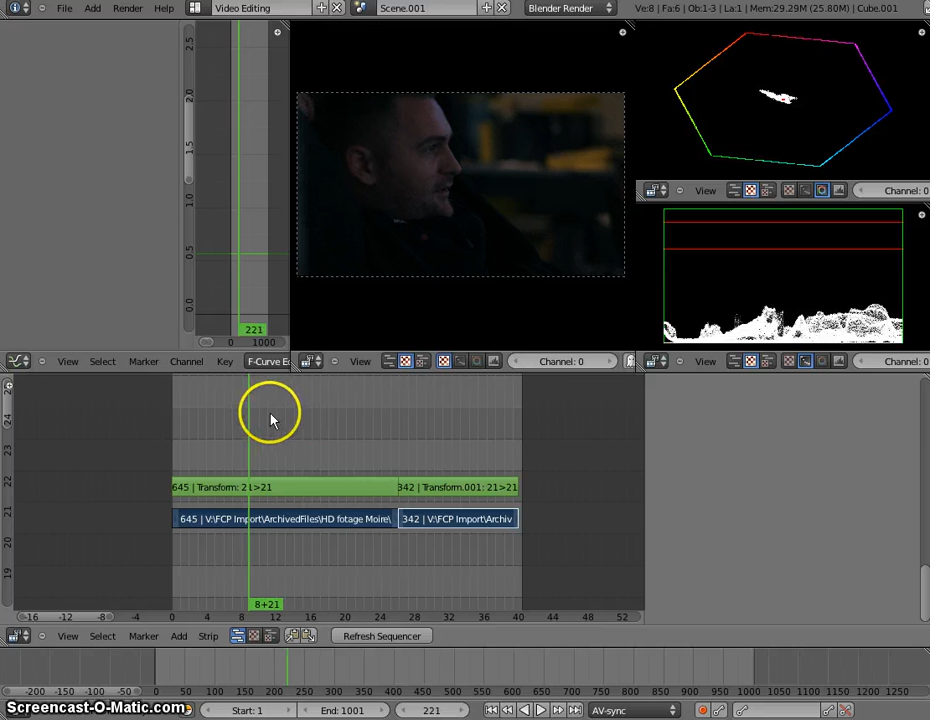 File Add Render Help Video Editing Scene.001 Blender Render Ve:8 | Fa:6 | Ob:1-3 | La:1 | Mem:29.29M (25.80M) | Cube.001
2.5
2.0
1.5
1.0
0.5
0.0
221
0 1000
View Channel: 0
View Select Marker Channel Key F-Curve Ed View Channel: 0 View Channel: 0
24
23
22
21
20
19
645 | Transform: 21>21 342 | Transform.001: 21>21
645 | V:\FCP Import\ArchivedFiles\HD fotage Moire\ 342 | V:\FCP Import\Archiv
8+21
-16 -12 -8 -4 0 4 8 12 16 20 24 28 32 36 40 44 48 52
View Select Marker Add Strip Refresh Sequencer
-200 -150 -100 -50 0 50 100 150 200 250 300 350 400 450 500 550 600 650 700 750 800 850 900 950 1000 1050 1100 1150 1200 1250
Screencast-O-Matic.com Start: 1 End: 1001 221 AV-sync